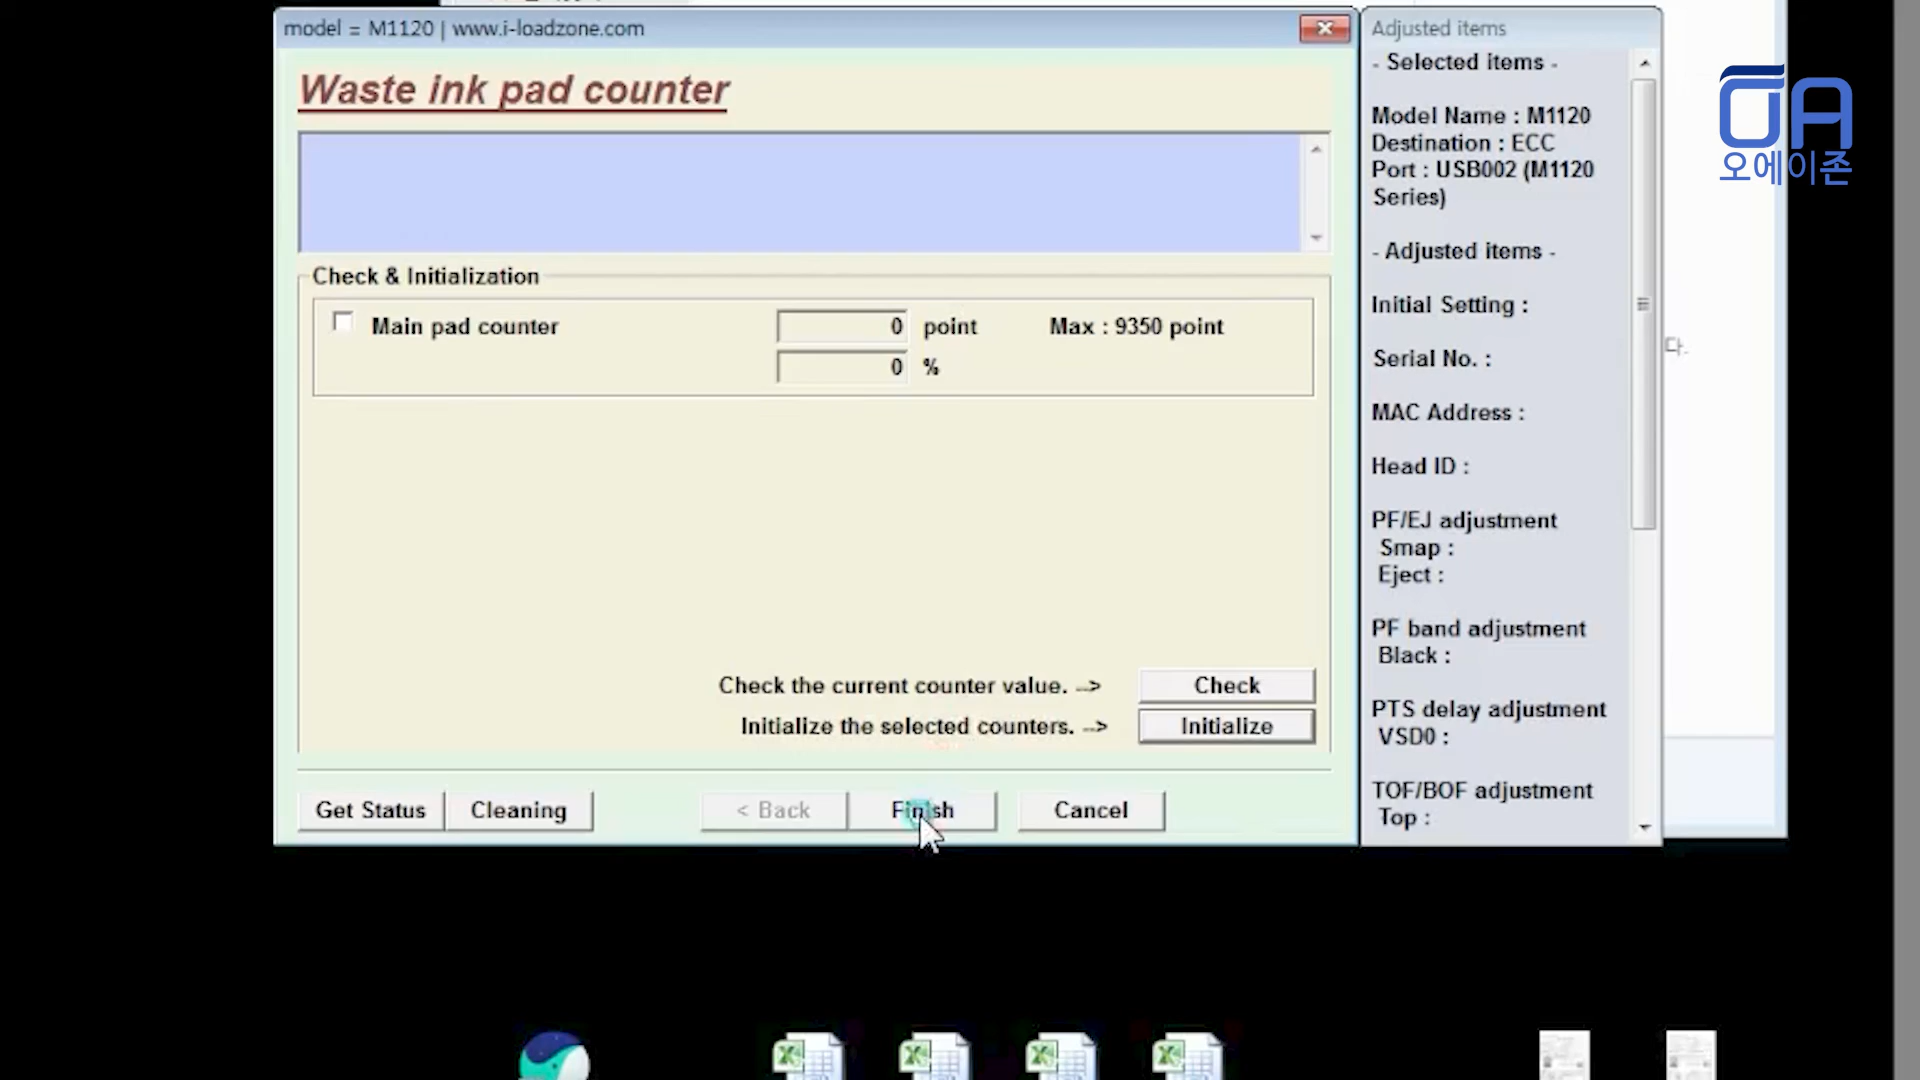 model = M1120 | www.i-loadzone.com
Waste ink pad counter
Check & Initialization
Main pad counter
0 point
Max : 9350 point
0 %
Check the current counter value. -->
Check
Initialize the selected counters. -->
Initialize
Get Status
Cleaning
< Back
Finish
Cancel
Adjusted items
- Selected items -
Model Name : M1120
Destination : ECC
Port : USB002 (M1120
Series)
- Adjusted items -
Initial Setting :
Serial No. :
MAC Address :
Head ID :
PF/EJ adjustment
Smap :
Eject :
PF band adjustment
Black :
PTS delay adjustment
VSD0 :
TOF/BOF adjustment
Top :
OA
오에이존
다.